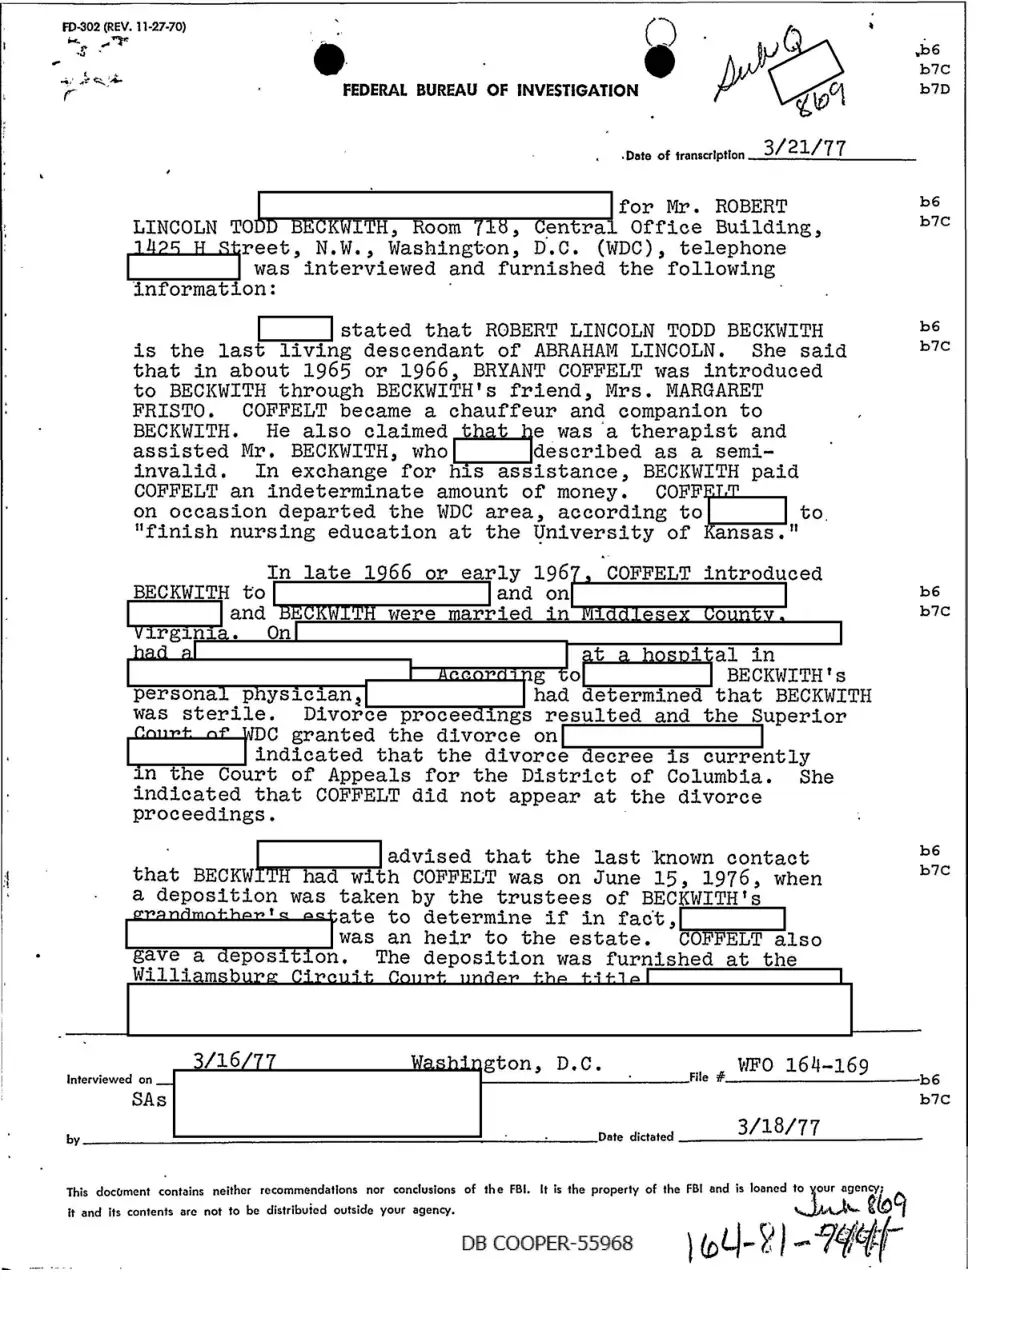 FD-302 (REV. 11-27-70)
Sub Q
869
b6
b7C
b7D
FEDERAL BUREAU OF INVESTIGATION
Date of transcription 3/21/77
for Mr. ROBERT
LINCOLN TODD BECKWITH, Room 718, Central Office Building,
1425 H Street, N.W., Washington, D.C. (WDC), telephone
was interviewed and furnished the following
information:
b6
b7C
stated that ROBERT LINCOLN TODD BECKWITH
is the last living descendant of ABRAHAM LINCOLN. She said
that in about 1965 or 1966, BRYANT COFFELT was introduced
to BECKWITH through BECKWITH's friend, Mrs. MARGARET
FRISTO. COFFELT became a chauffeur and companion to
BECKWITH. He also claimed that he was a therapist and
assisted Mr. BECKWITH, who described as a semi-
invalid. In exchange for his assistance, BECKWITH paid
COFFELT an indeterminate amount of money. COFFELT
on occasion departed the WDC area, according to to
"finish nursing education at the University of Kansas."
b6
b7C
In late 1966 or early 1967, COFFELT introduced
BECKWITH to and on
and BECKWITH were married in Middlesex County,
Virginia. On
had a at a hospital in
According to BECKWITH's
personal physician, had determined that BECKWITH
was sterile. Divorce proceedings resulted and the Superior
Court of WDC granted the divorce on
indicated that the divorce decree is currently
in the Court of Appeals for the District of Columbia. She
indicated that COFFELT did not appear at the divorce
proceedings.
b6
b7C
advised that the last known contact
that BECKWITH had with COFFELT was on June 15, 1976, when
a deposition was taken by the trustees of BECKWITH's
grandmother's estate to determine if in fact,
was an heir to the estate. COFFELT also
gave a deposition. The deposition was furnished at the
Williamsburg Circuit Court under the title
b6
b7C
Interviewed on 3/16/77 Washington, D.C. File # WFO 164-169
b6
b7C
SAs
by Date dictated 3/18/77
This document contains neither recommendations nor conclusions of the FBI. It is the property of the FBI and is loaned to your agency;
it and its contents are not to be distributed outside your agency.
Sub 869
DB COOPER-55968
164-81-